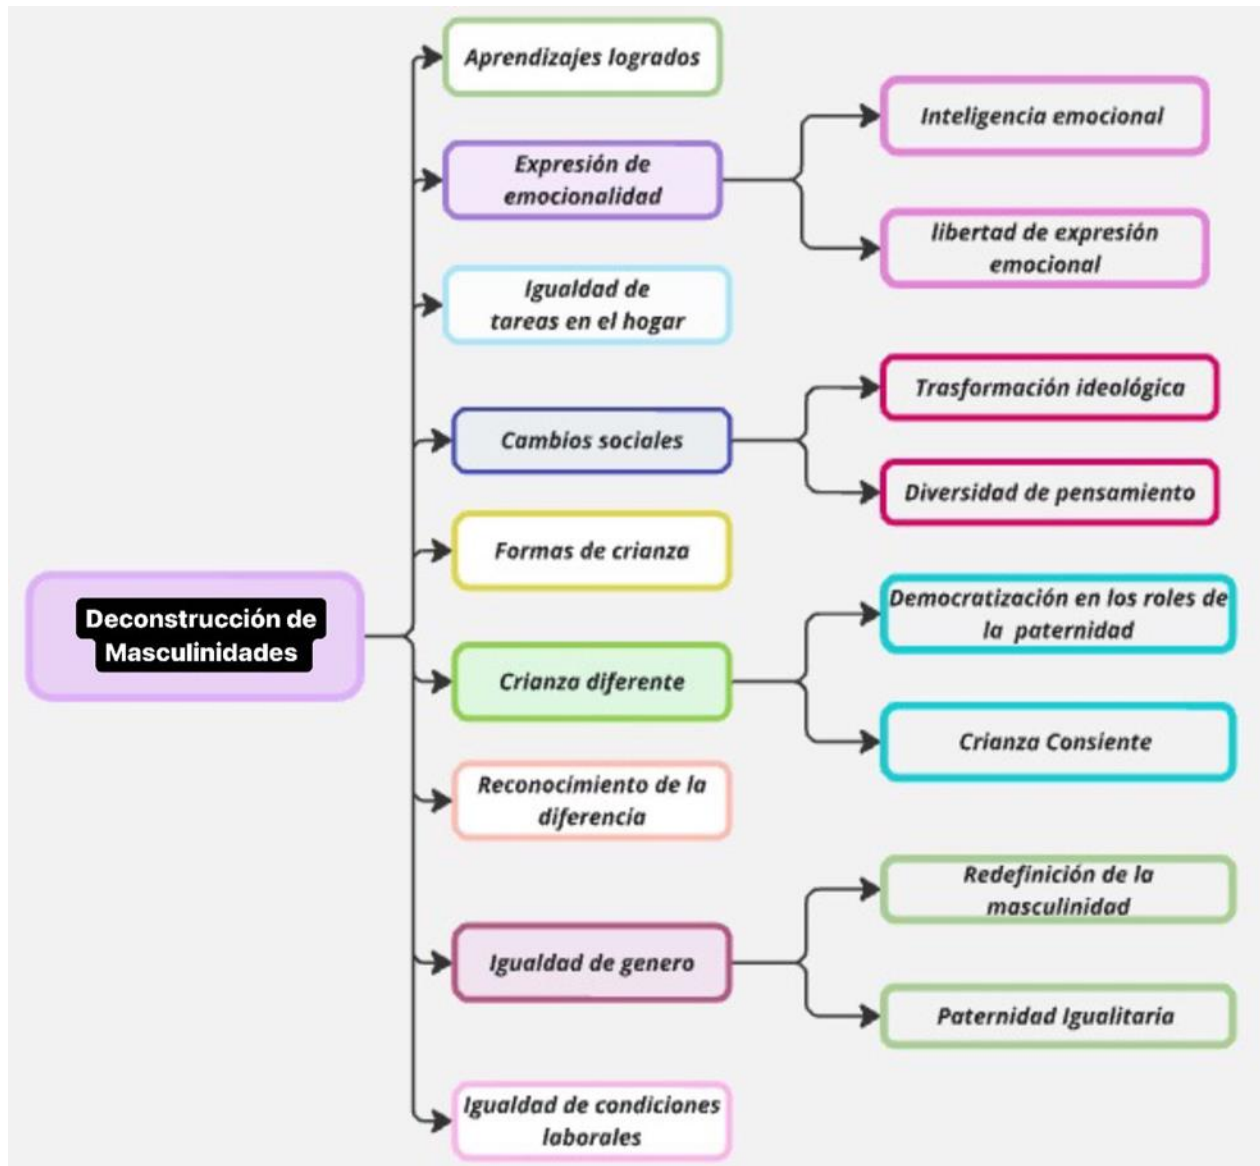 Aprendizajes logrados
Expresión de
emocionalidad
Inteligencia emocional
libertad de expresión
emocional
Igualdad de
tareas en el hogar
Cambios sociales
Trasformación ideológica
Diversidad de pensamiento
Formas de crianza
Deconstrucción de
Masculinidades
Crianza diferente
Democratización en los roles de
la paternidad
Crianza Consiente
Reconocimiento de la
diferencia
Igualdad de genero
Redefinición de la
masculinidad
Paternidad Igualitaria
Igualdad de condiciones
laborales